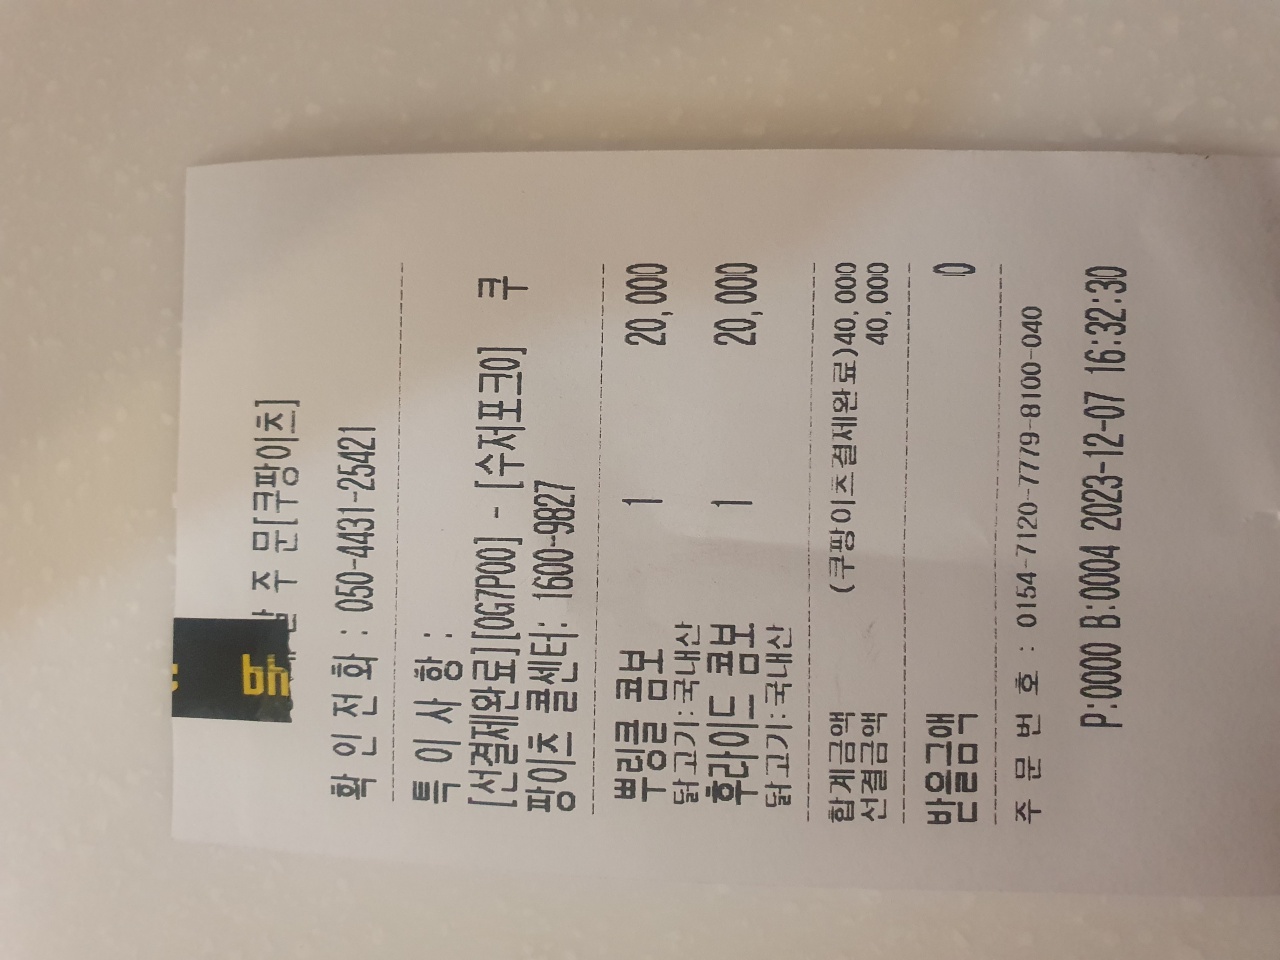 bh
달 주 문[쿠팡이츠]
확 인 전 화 : 050-4431-25421
특 이 사 항 :
[선결제완료][0G7P00] - [수저포크0] 쿠
팡이츠 콜센터: 1600-9827
뿌링클 콤보 1 20,000
닭고기:국내산
후라이드 콤보 1 20,000
닭고기:국내산
합계금액 (쿠팡이츠결제완료)40,000
선결금액 40,000
받을금액 0
주 문 번 호 : 0154-7120-7779-8100-040
P:0000 B:0004 2023-12-07 16:32:30